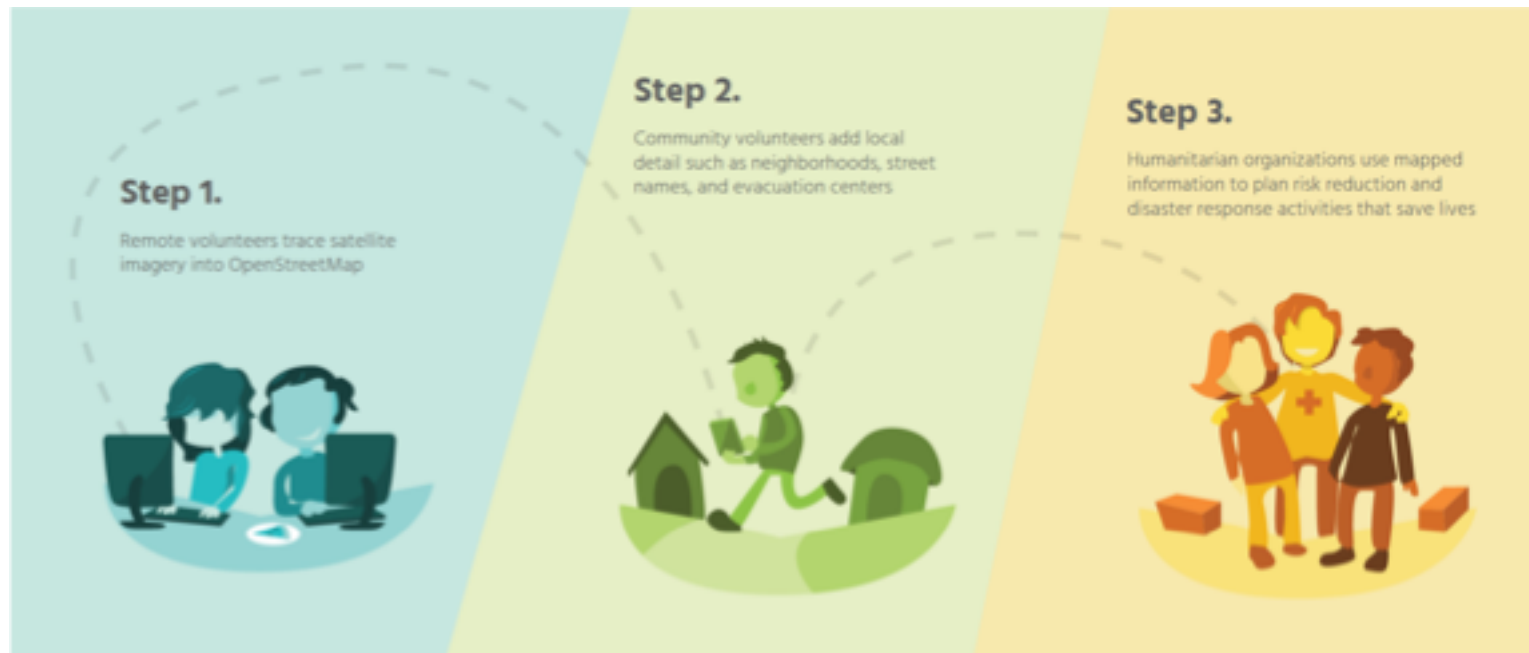 Step 1.
Remote volunteers trace satellite
imagery into OpenStreetMap
Step 2.
Community volunteers add local
detail such as neighborhoods, street
names, and evacuation centers
Step 3.
Humanitarian organizations use mapped
information to plan risk reduction and
disaster response activities that save lives